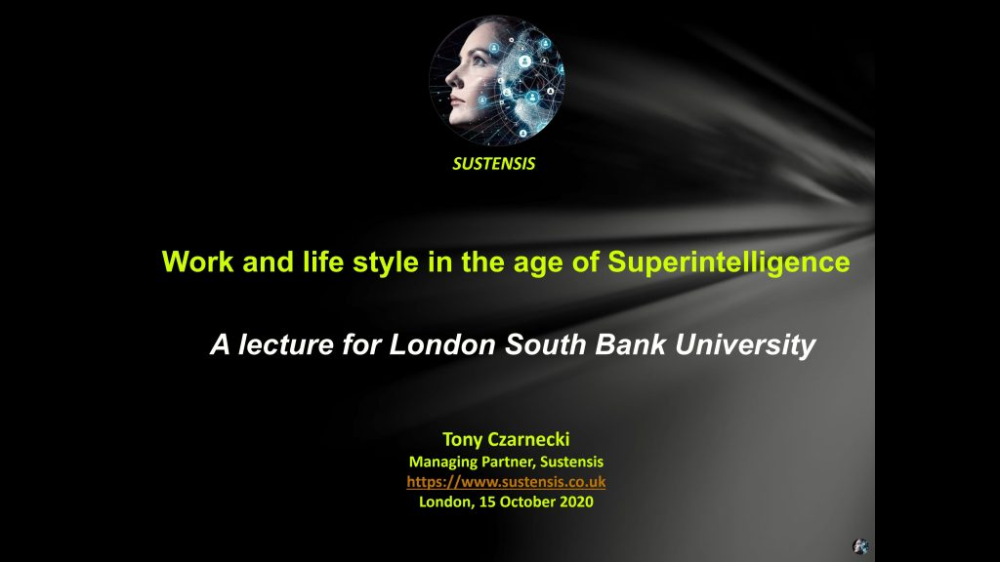 SUSTENSIS
Work and life style in the age of Superintelligence
A lecture for London South Bank University
Tony Czarnecki
Managing Partner, Sustensis
https://www.sustensis.co.uk
London, 15 October 2020